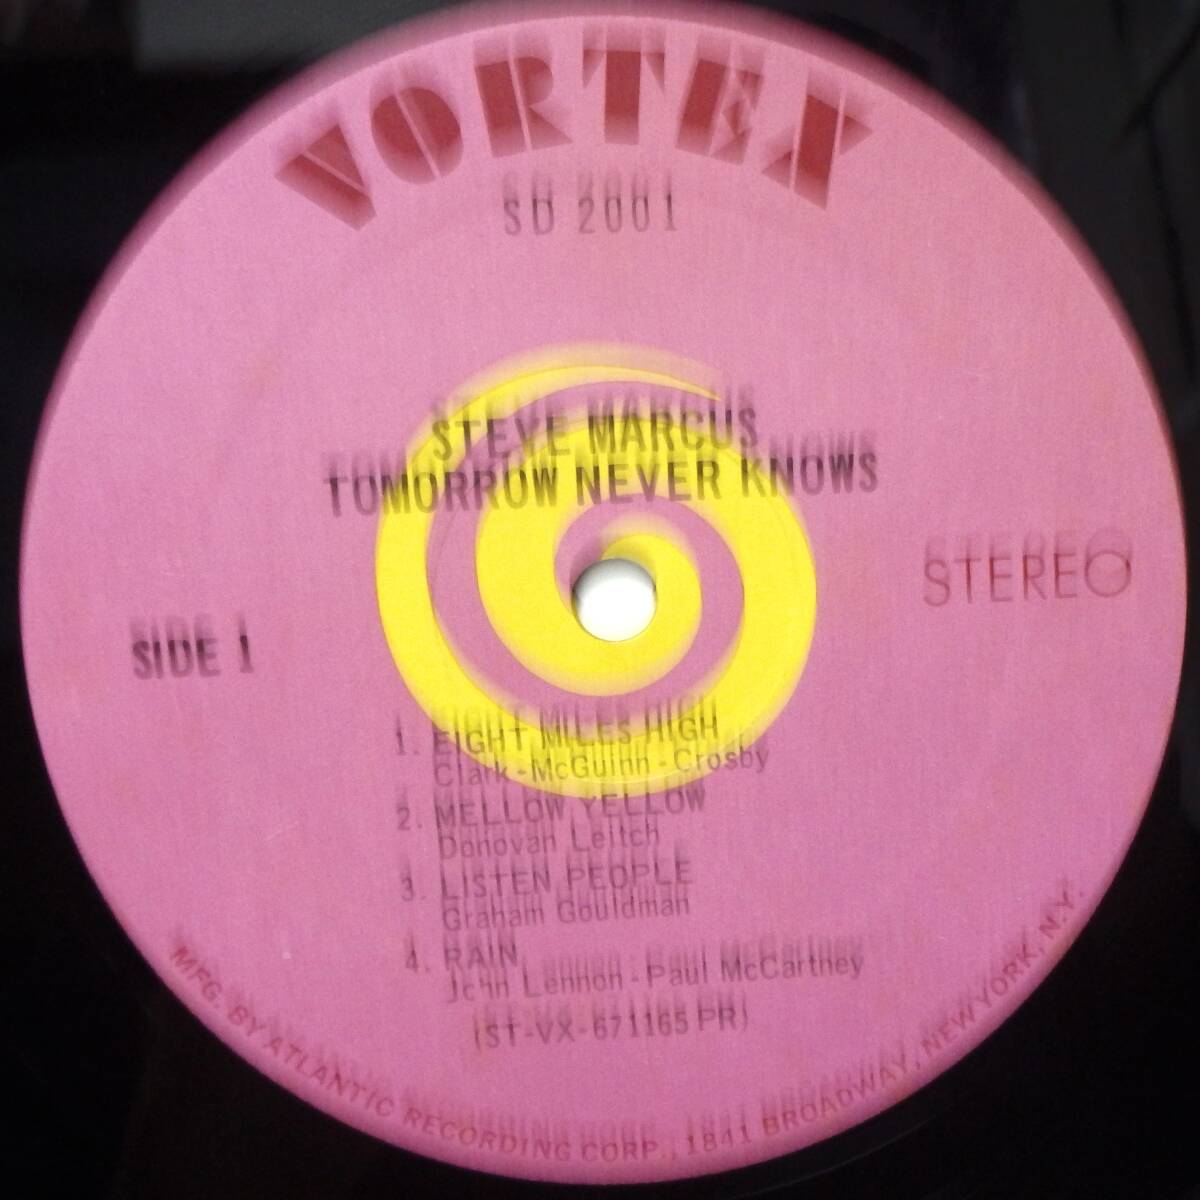 VORTEX
SD 2001
STEVE MARCUS
TOMORROW NEVER KNOWS
STEREO
SIDE 1
1. EIGHT MILES HIGH
Clark - McGuinn - Crosby
2. MELLOW YELLOW
Donovan Leitch
3. LISTEN PEOPLE
Graham Gouldman
4. RAIN
John Lennon - Paul McCartney
(ST-VX-671165 PR)
MFG. BY ATLANTIC RECORDING CORP., 1841 BROADWAY, NEW YORK, N.Y.